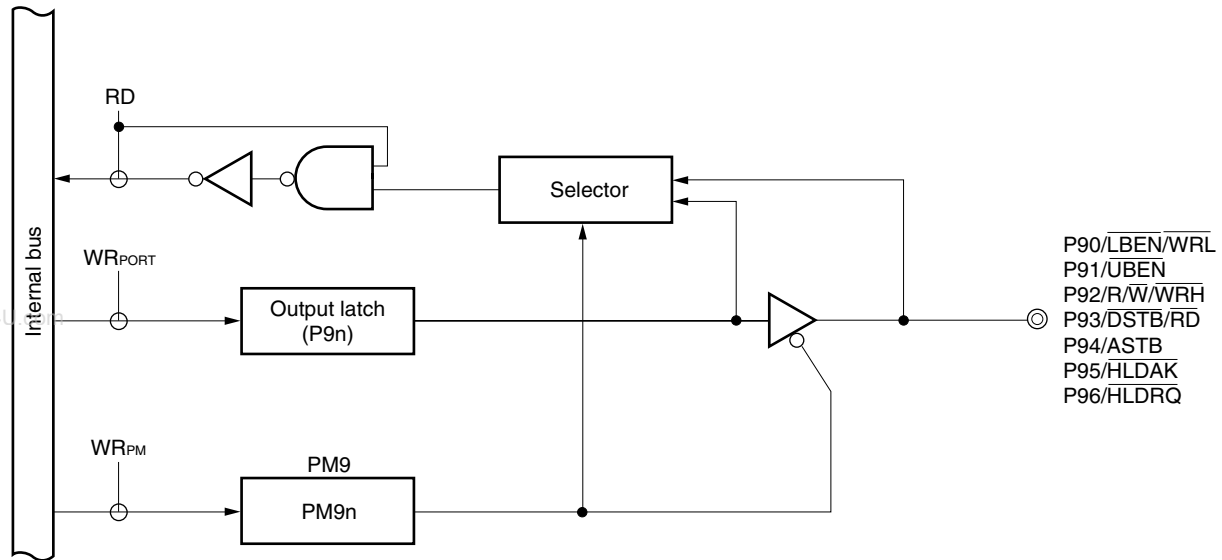 RD
Selector
Internal bus
WRPORT
Output latch
(P9n)
WRPM
PM9
PM9n
P90/LBEN/WRL
P91/UBEN
P92/R/W/WRH
P93/DSTB/RD
P94/ASTB
P95/HLDAK
P96/HLDRQ